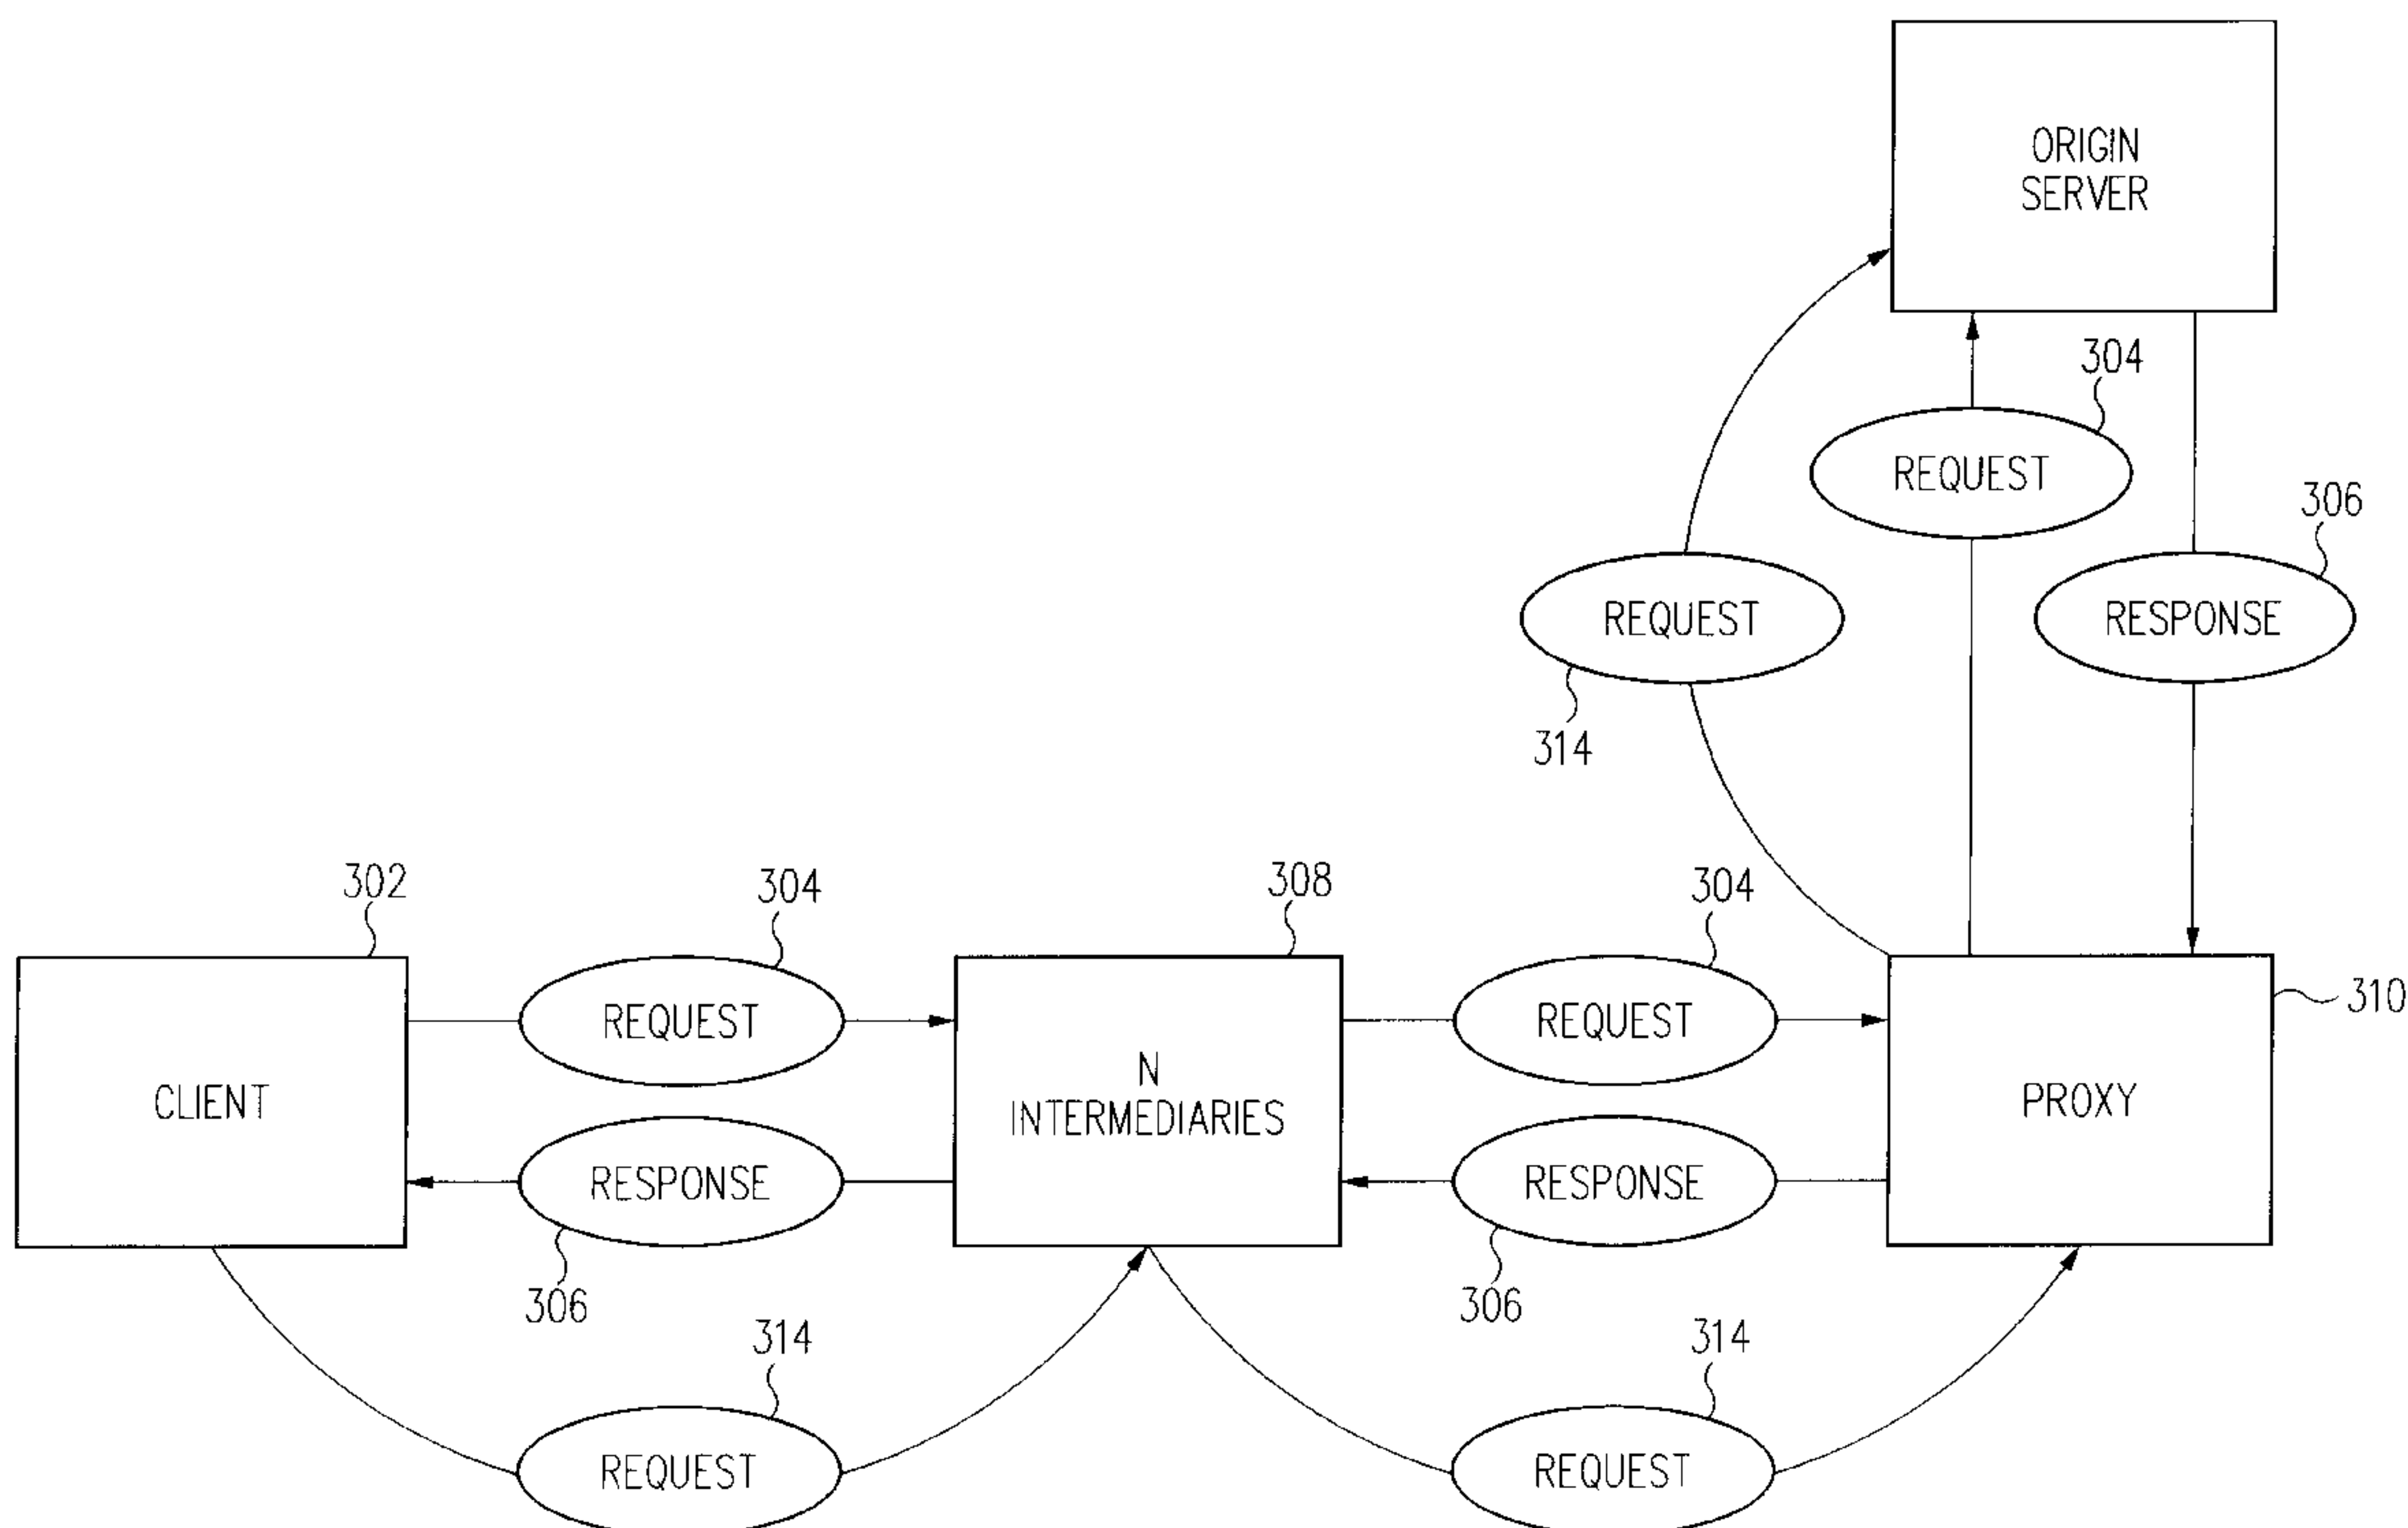 ORIGIN
SERVER
304
REQUEST
306
REQUEST
RESPONSE
314
302
304
308
304
310
REQUEST
REQUEST
CLIENT
N
INTERMEDIARIES
PROXY
RESPONSE
RESPONSE
306
306
314
314
REQUEST
REQUEST